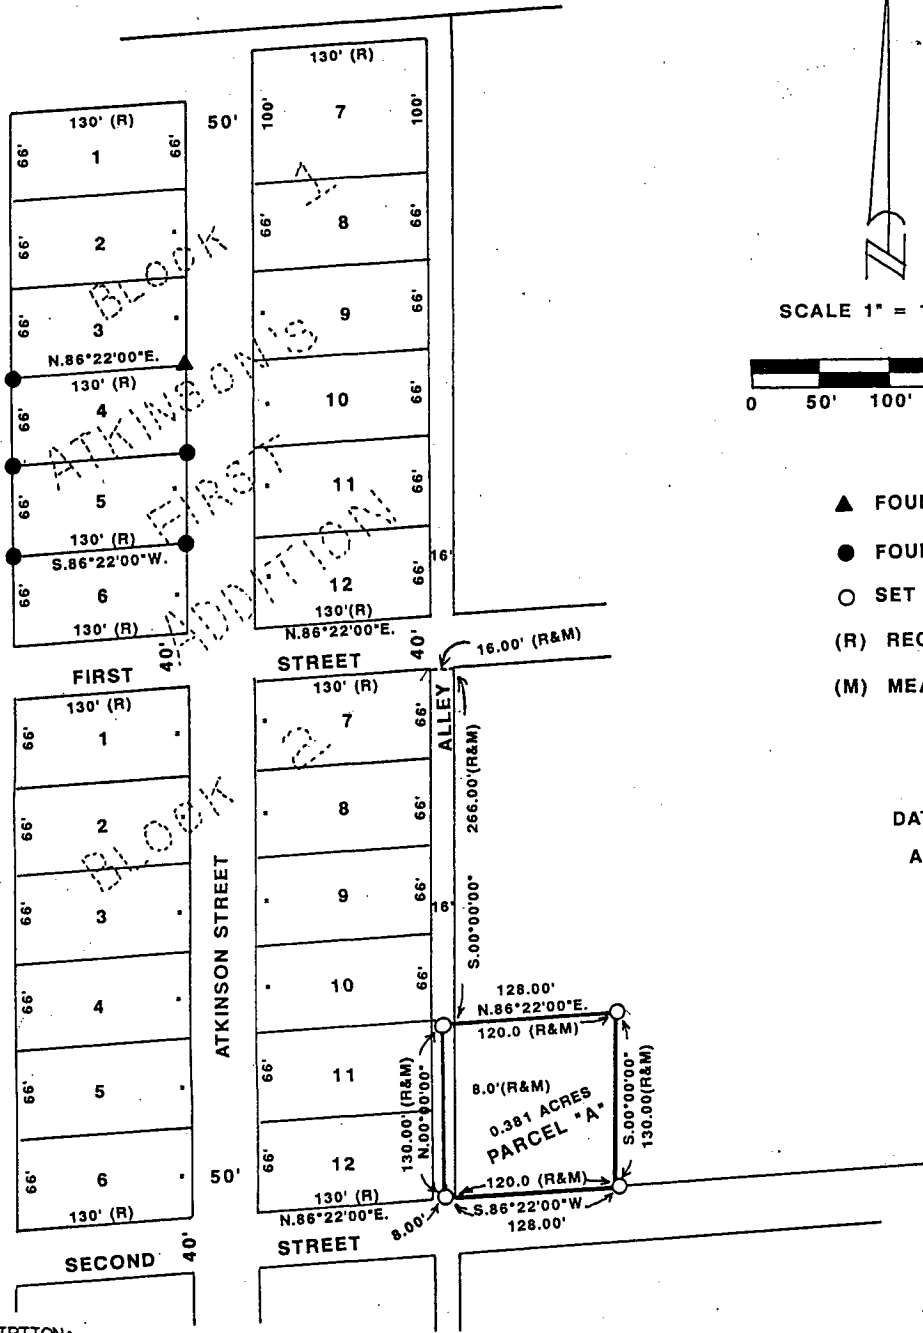 130' (R)
7
100'
100'
50'
130' (R)
66'
1
66'
66'
2
66'
8
66'
66'
3
N.86°22'00"E.
9
66'
130' (R)
4
66'
10
66'
66'
5
130' (R)
S.86°22'00"W.
11
66'
66'
6
130' (R)
12
66'
130'(R)
N.86°22'00"E.
16'
BLOCK 1
ATKINSON'S
FIRST
ADDITION
40'
40'
FIRST
STREET
16.00' (R&M)
SCALE 1" =
0 50' 100'
FOU
FOU
SET
(R) REC
(M) MEA
DAT
A
130' (R)
66'
1
130' (R)
7
66'
ALLEY
266.00'(R&M)
S.00°00'00"
BLOCK 2
66'
2
8
66'
66'
3
9
66'
16'
66'
4
10
66'
ATKINSON STREET
66'
5
66'
11
66'
6
130' (R)
50'
66'
12
130' (R)
N.86°22'00"E.
128.00'
N.86°22'00"E.
120.0 (R&M)
8.0'(R&M)
0.381 ACRES
PARCEL "A"
130.00' (R&M)
N.00°00'00"
S.00°00'00"
130.00(R&M)
120.0 (R&M)
S.86°22'00"W
128.00'
8.00'
40'
SECOND
STREET